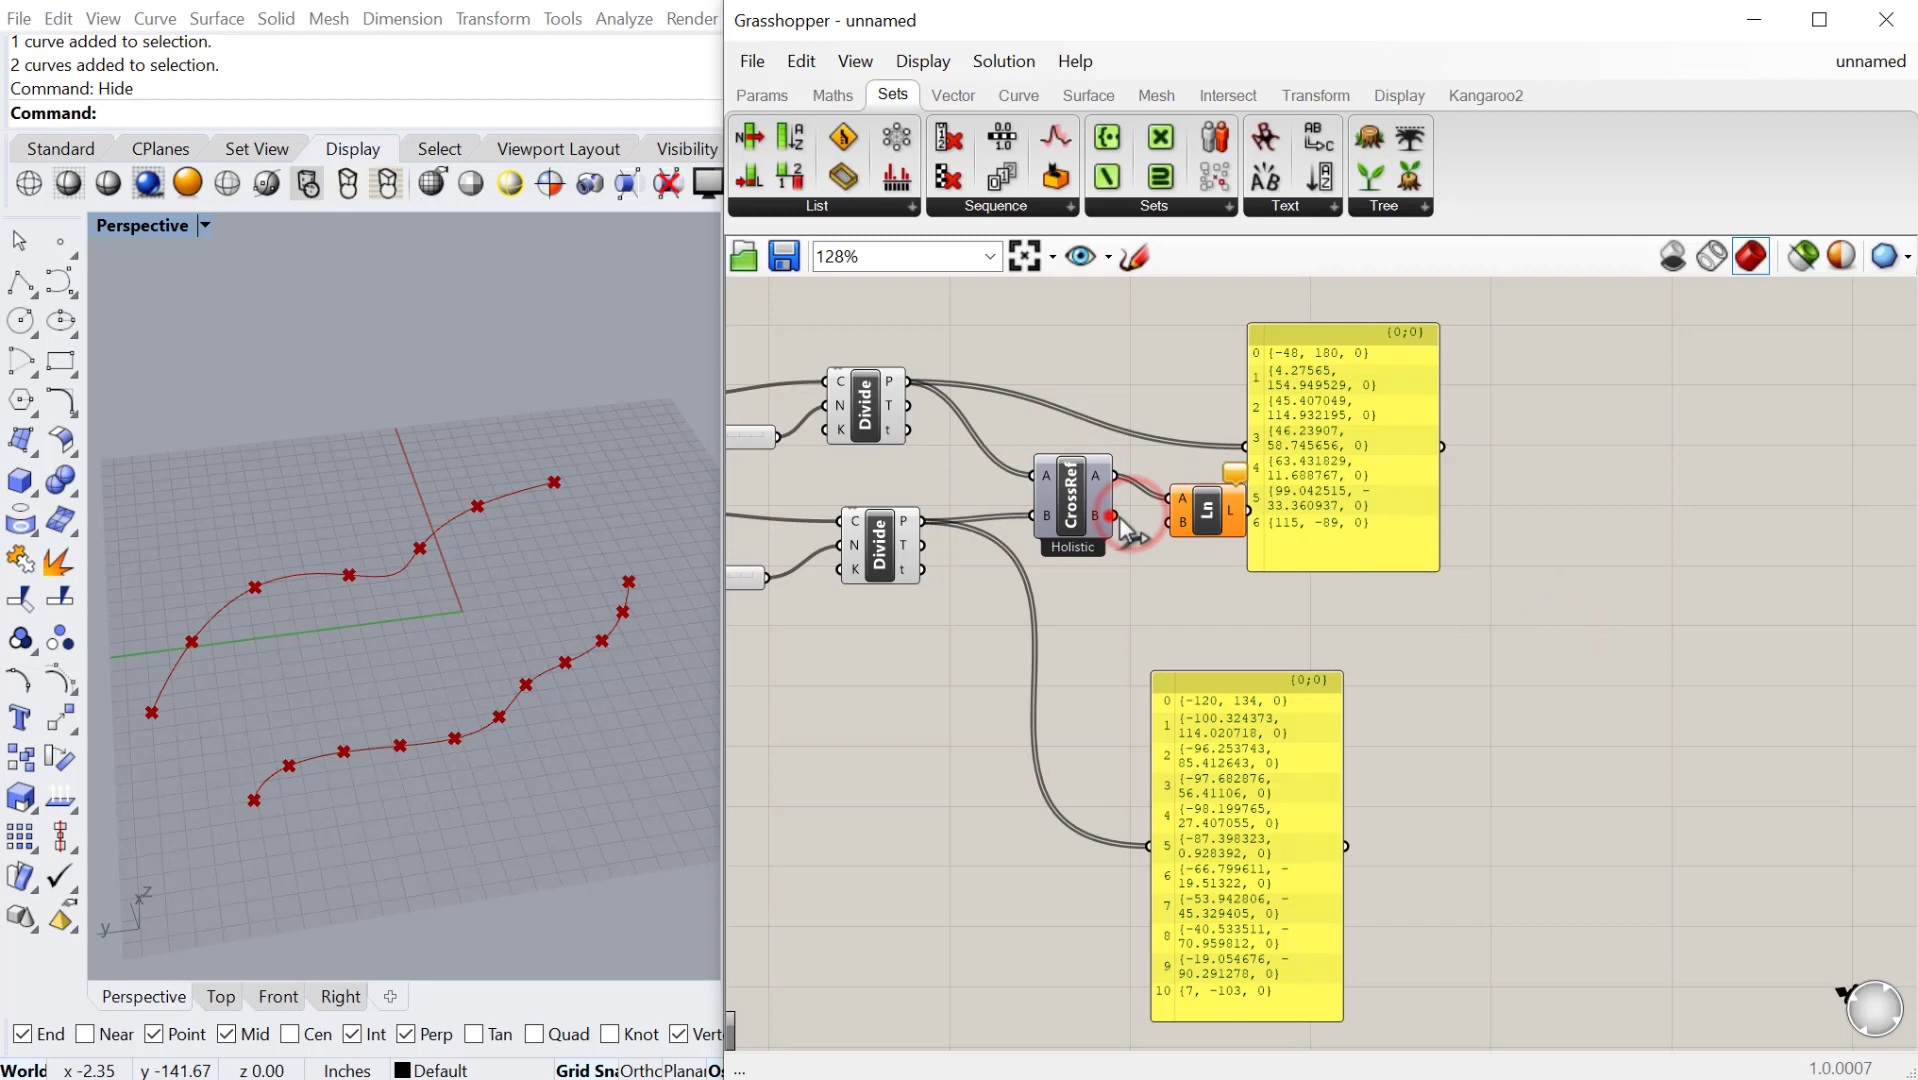 File Edit View Curve Surface Solid Mesh Dimension Transform Tools Analyze Render
1 curve added to selection.
2 curves added to selection.
Command: Hide
Command:
Standard CPlanes Set View Display Select Viewport Layout Visibility
Perspective
z
x
y
Perspective Top Front Right
End Near Point Mid Cen Int Perp Tan Quad Knot Vert
World x -2.35 y -141.67 z 0.00 Inches Default Grid Sna Ortho Planar Os
Grasshopper - unnamed
File Edit View Display Solution Help unnamed
Params Maths Sets Vector Curve Surface Mesh Intersect Transform Display Kangaroo2
List Sequence Sets Text Tree
128%
C P
N Divide T
K t
C P
N Divide T
K t
A CrossRef A
B B
Holistic
A Ln L
B
{0;0}
0 {-48, 180, 0}
1 {4.27565,
154.949529, 0}
2 {45.407049,
114.932195, 0}
3 {46.23907,
58.745656, 0}
4 {63.431829,
11.688767, 0}
5 {99.042515, -
33.360937, 0}
6 {115, -89, 0}
{0;0}
0 {-120, 134, 0}
1 {-100.324373,
114.020718, 0}
2 {-96.253743,
85.412643, 0}
3 {-97.682876,
56.41106, 0}
4 {-98.199765,
27.407055, 0}
5 {-87.398323,
0.928392, 0}
6 {-66.799611, -
19.51322, 0}
7 {-53.942806, -
45.329405, 0}
8 {-40.533511, -
70.959812, 0}
9 {-19.054676, -
90.291278, 0}
10 {7, -103, 0}
...
1.0.0007